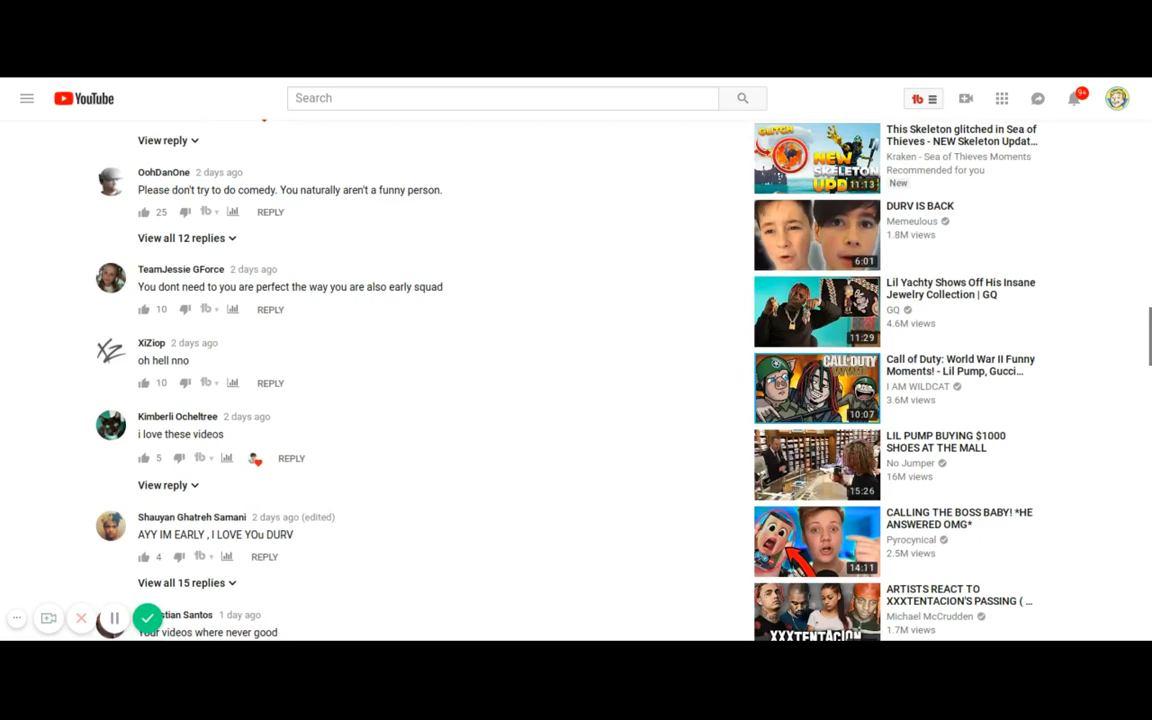 YouTube
Search
9+
View reply
OohDanOne 2 days ago
Please don't try to do comedy. You naturally aren't a funny person.
25 REPLY
View all 12 replies
TeamJessie GForce 2 days ago
You dont need to you are perfect the way you are also early squad
10 REPLY
XiZiop 2 days ago
oh hell nno
10 REPLY
Kimberli Ocheltree 2 days ago
i love these videos
5 REPLY
View reply
Shauyan Ghatreh Samani 2 days ago (edited)
AYY IM EARLY , I LOVE YOu DURV
4 REPLY
View all 15 replies
stian Santos 1 day ago
Your videos where never good
GLITCH
NEW
SKELETON
UPD
11:13
This Skeleton glitched in Sea of
Thieves - NEW Skeleton Updat...
Kraken - Sea of Thieves Moments
Recommended for you
New
6:01
DURV IS BACK
Memeulous
1.8M views
11:29
Lil Yachty Shows Off His Insane
Jewelry Collection | GQ
GQ
4.6M views
CALL OF DUTY
10:07
Call of Duty: World War II Funny
Moments! - Lil Pump, Gucci...
I AM WILDCAT
3.6M views
15:26
LIL PUMP BUYING $1000
SHOES AT THE MALL
No Jumper
16M views
14:11
CALLING THE BOSS BABY! *HE
ANSWERED OMG*
Pyrocynical
2.5M views
XXXTENTACION
ARTISTS REACT TO
XXXTENTACION'S PASSING ( ...
Michael McCrudden
1.7M views